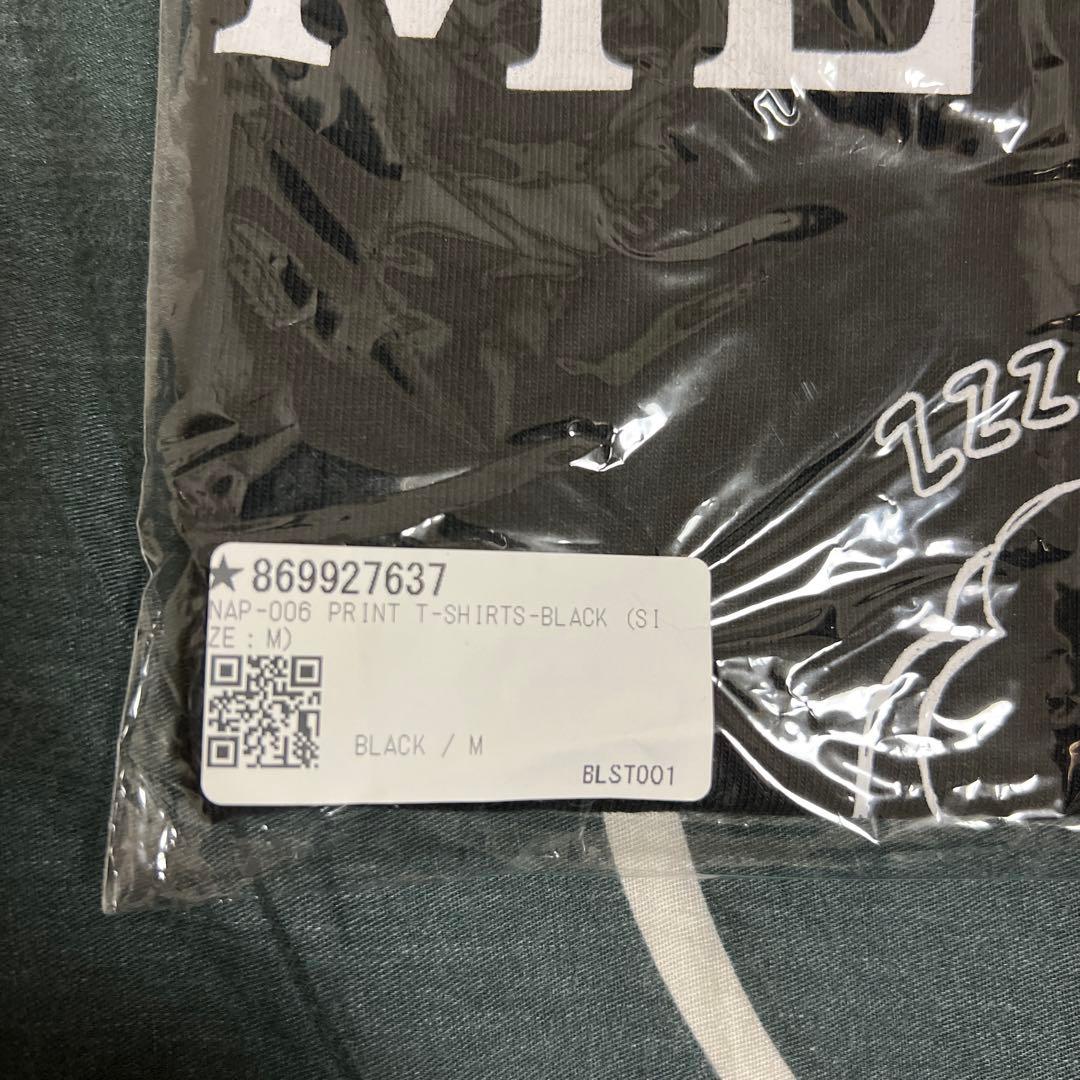 ME
ZZZ
★869927637
NAP-006 PRINT T-SHIRTS-BLACK (SI
ZE:M)
BLACK / M
BLST001